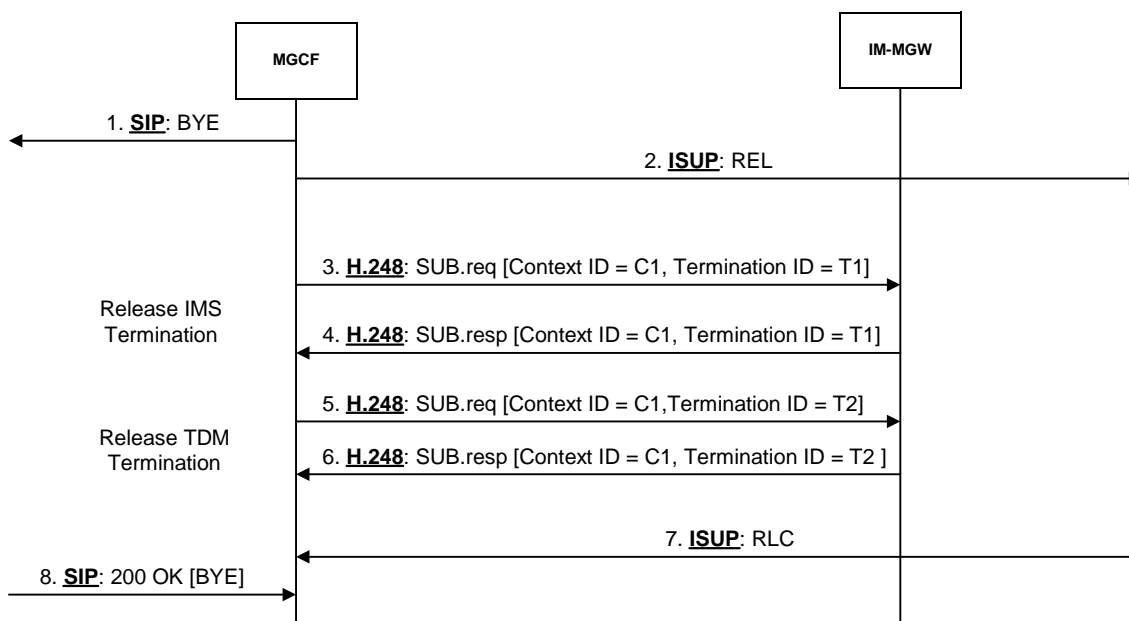 MGCF
IM-MGW
1. SIP: BYE
2. ISUP: REL
3. H.248: SUB.req [Context ID = C1, Termination ID = T1]
Release IMS
Termination
4. H.248: SUB.resp [Context ID = C1, Termination ID = T1]
5. H.248: SUB.req [Context ID = C1,Termination ID = T2]
Release TDM
Termination
6. H.248: SUB.resp [Context ID = C1, Termination ID = T2 ]
7. ISUP: RLC
8. SIP: 200 OK [BYE]